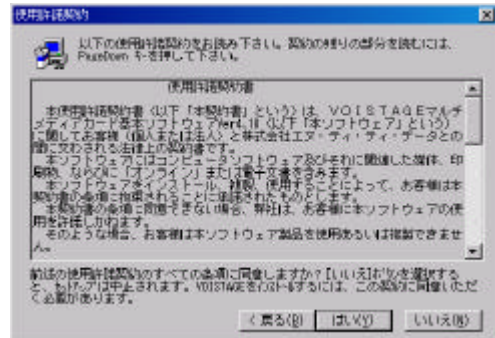 使用許諾契約
以下の使用許諾契約をお読み下さい。契約の残りの部分を読むには、
PageDown キーを押して下さい。
使用許諾契約書
本使用許諾契約書(以下「本契約書」という)は、VOISTAGEマルチ
メディアカード基本ソフトウェアVer4.10(以下「本ソフトウェア」という)
に関してお客様(個人または法人)と株式会社エヌ・ティ・ティ・データとの
間に交わされる法律上の契約書です。
本ソフトウェアにはコンピュータソフトウェア及びそれに関連した媒体、印
刷物、ならびに「オンライン」または電子文書を含みます。
本ソフトウェアをインストール、複製、使用することによって、お客様は本
契約書の条項に拘束されることに承諾されたものとします。
本契約書の条項に同意できない場合、弊社は、お客様に本ソフトウェアの使
用を許諾しかねます。
そのような場合、お客様は本ソフトウェア製品を使用あるいは複製できませ
ん。
前述の使用許諾契約のすべての条項に同意しますか?[いいえ]ボタンを選択する
と、セットアップは中止されます。VOISTAGEをインストールするには、この契約に同意いただ
く必要があります。
< 戻る(B)
はい(Y)
いいえ(N)